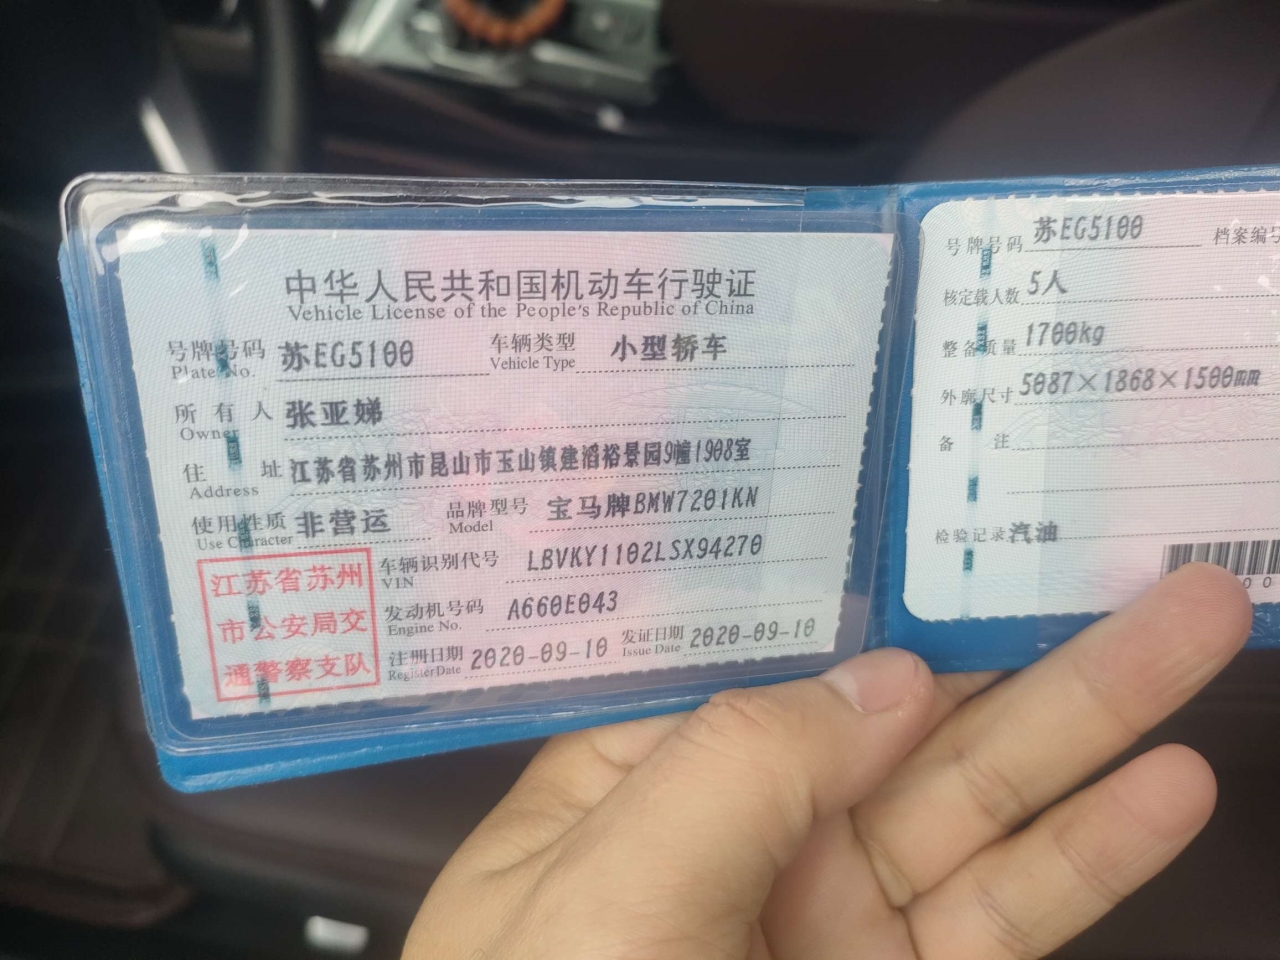 中华人民共和国机动车行驶证
Vehicle License of the People's Republic of China
号牌号码 苏EG5100 车辆类型 小型轿车
Plate No. Vehicle Type
所有人 张亚娣
Owner
住址 江苏省苏州市昆山市玉山镇建滔裕景园9幢1908室
Address
使用性质 非营运 品牌型号 宝马牌BMW7201KN
Use Character Model
江苏省苏州
市公安局交
通警察支队
车辆识别代号 LBVKY1102LSX94270
VIN
发动机号码 A660E043
Engine No.
注册日期 2020-09-10 发证日期 2020-09-10
Register Date Issue Date
号牌号码 苏EG5100 档案编号
核定载人数 5人
整备质量 1700kg
外廓尺寸 5087×1868×1500mm
备注
检验记录 汽油